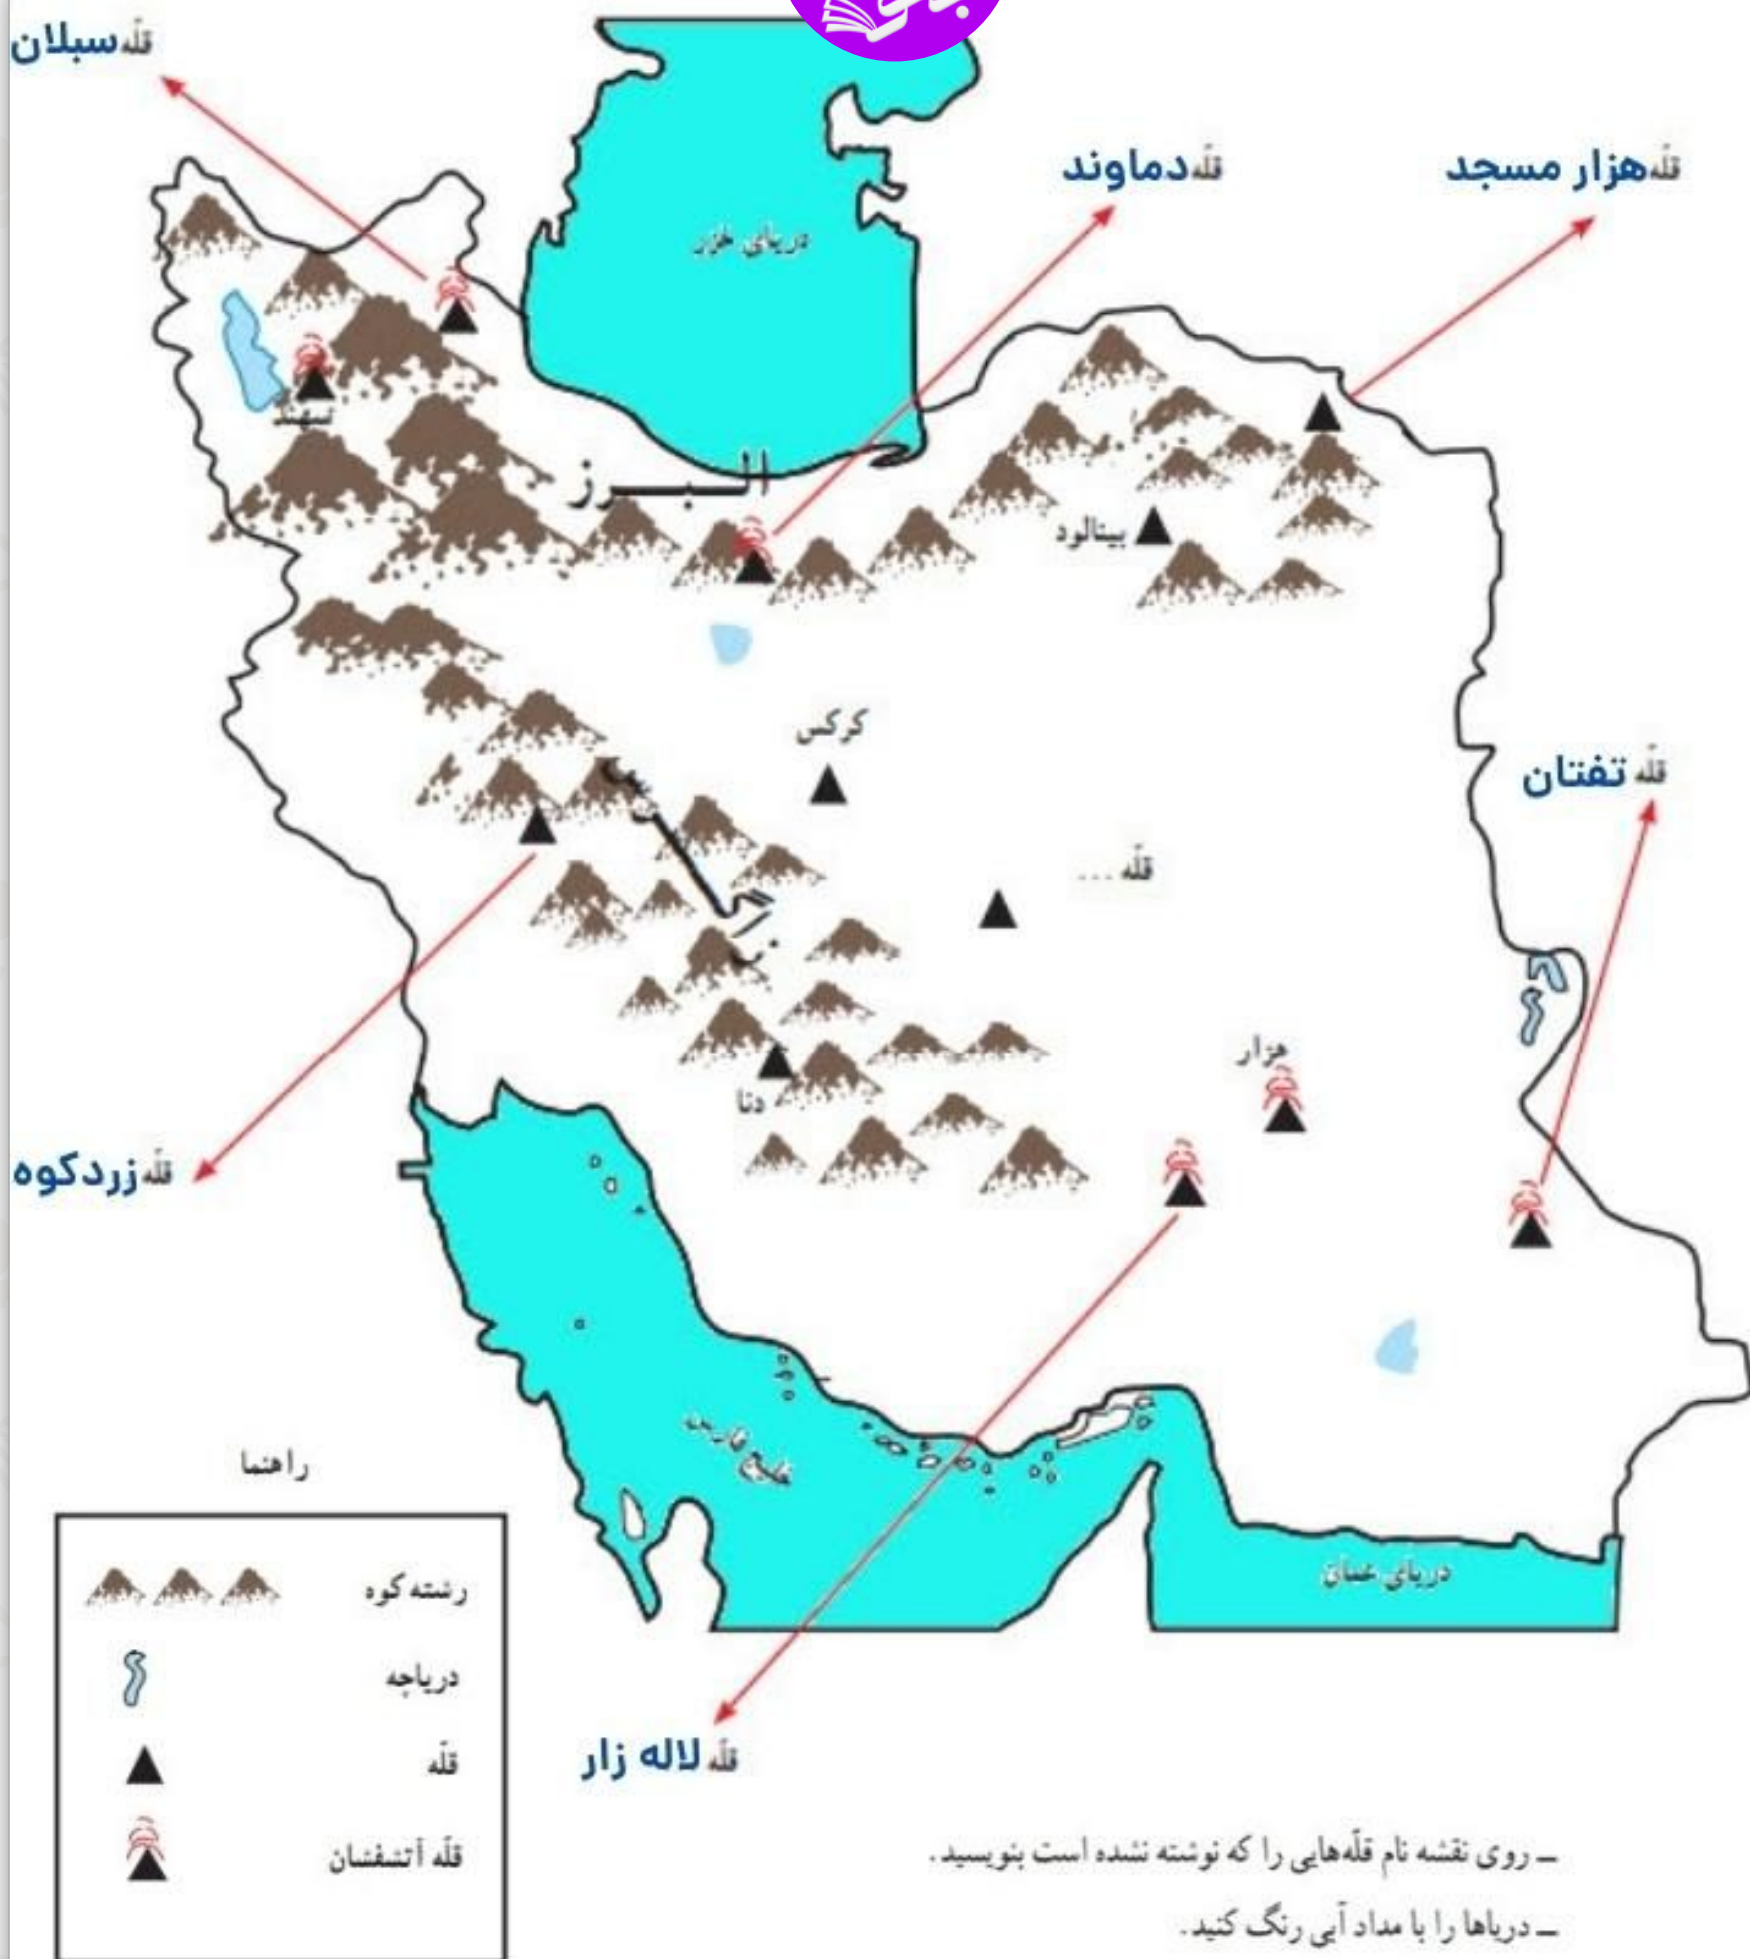 قلّه سبلان
قلّه دماوند
قلّه هزار مسجد
دریای خزر
سهند
البرز
بینالود
کرکس
قلّه تفتان
قلّه ...
زاگرس
هزار
دنا
قلّه زردکوه
خلیج فارس
دریای عمان
قلّه لاله زار
راهنما
رشته کوه
دریاچه
قلّه
قلّه آتشفشان
ــ روی نقشه نام قلّه‌هایی را که نوشته نشده است بنویسید.
ــ دریاها را با مداد آبی رنگ کنید.